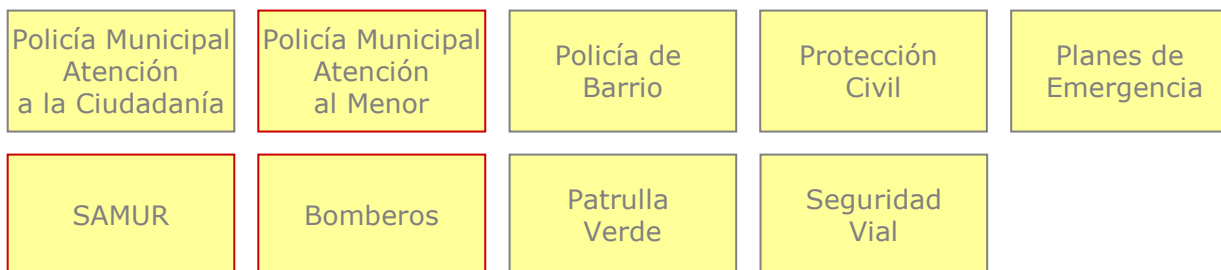 Policía Municipal
Atención
a la Ciudadanía
Policía Municipal
Atención
al Menor
Policía de
Barrio
Protección
Civil
Planes de
Emergencia
SAMUR
Bomberos
Patrulla
Verde
Seguridad
Vial